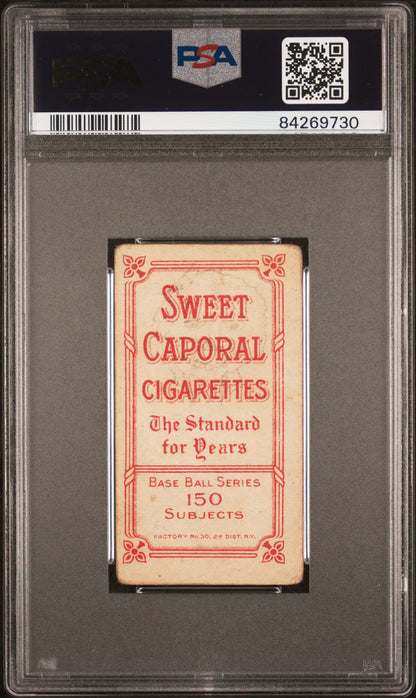 PSA
84269730
SWEET
CAPORAL
CIGARETTES
The Standard
for Years
BASE BALL SERIES
150
SUBJECTS
FACTORY No. 30, 2d DIST. N.Y.